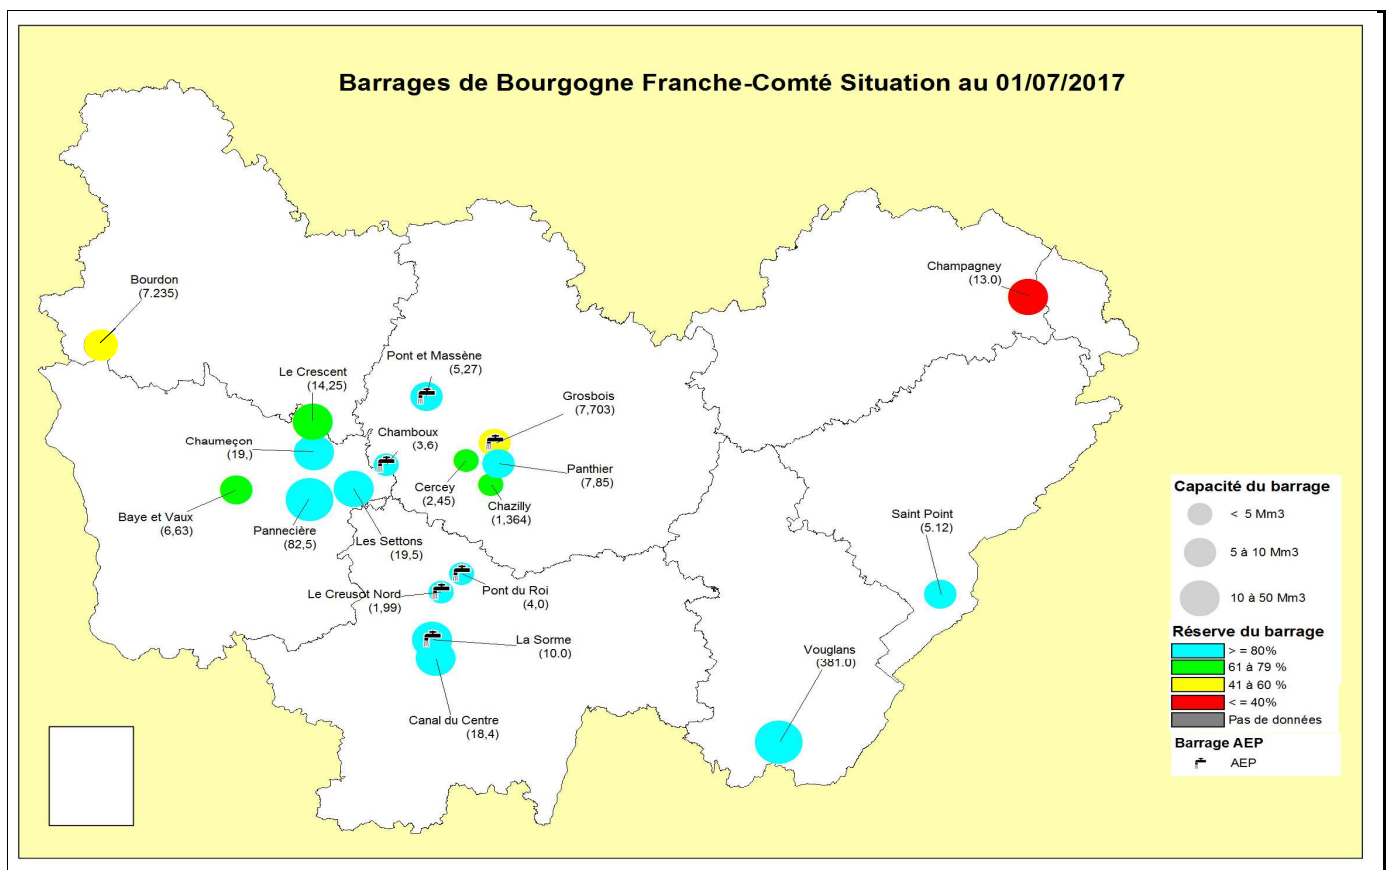 Barrages de Bourgogne Franche-Comté Situation au 01/07/2017
Bourdon
(7.235)
Champagney
(13.0)
Pont et Massène
(5,27)
Le Crescent
(14,25)
Grosbois
(7,703)
Chaumeçon
(19,)
Chamboux
(3,6)
Panthier
(7,85)
Cercey
(2,45)
Chazilly
(1,364)
Baye et Vaux
(6,63)
Pannecière
(82,5)
Les Settons
(19,5)
Saint Point
(5.12)
Le Creusot Nord
(1,99)
Pont du Roi
(4,0)
La Sorme
(10.0)
Vouglans
(381.0)
Canal du Centre
(18,4)
Capacité du barrage
< 5 Mm3
5 à 10 Mm3
10 à 50 Mm3
Réserve du barrage
> = 80%
61 à 79 %
41 à 60 %
< = 40%
Pas de données
Barrage AEP
AEP